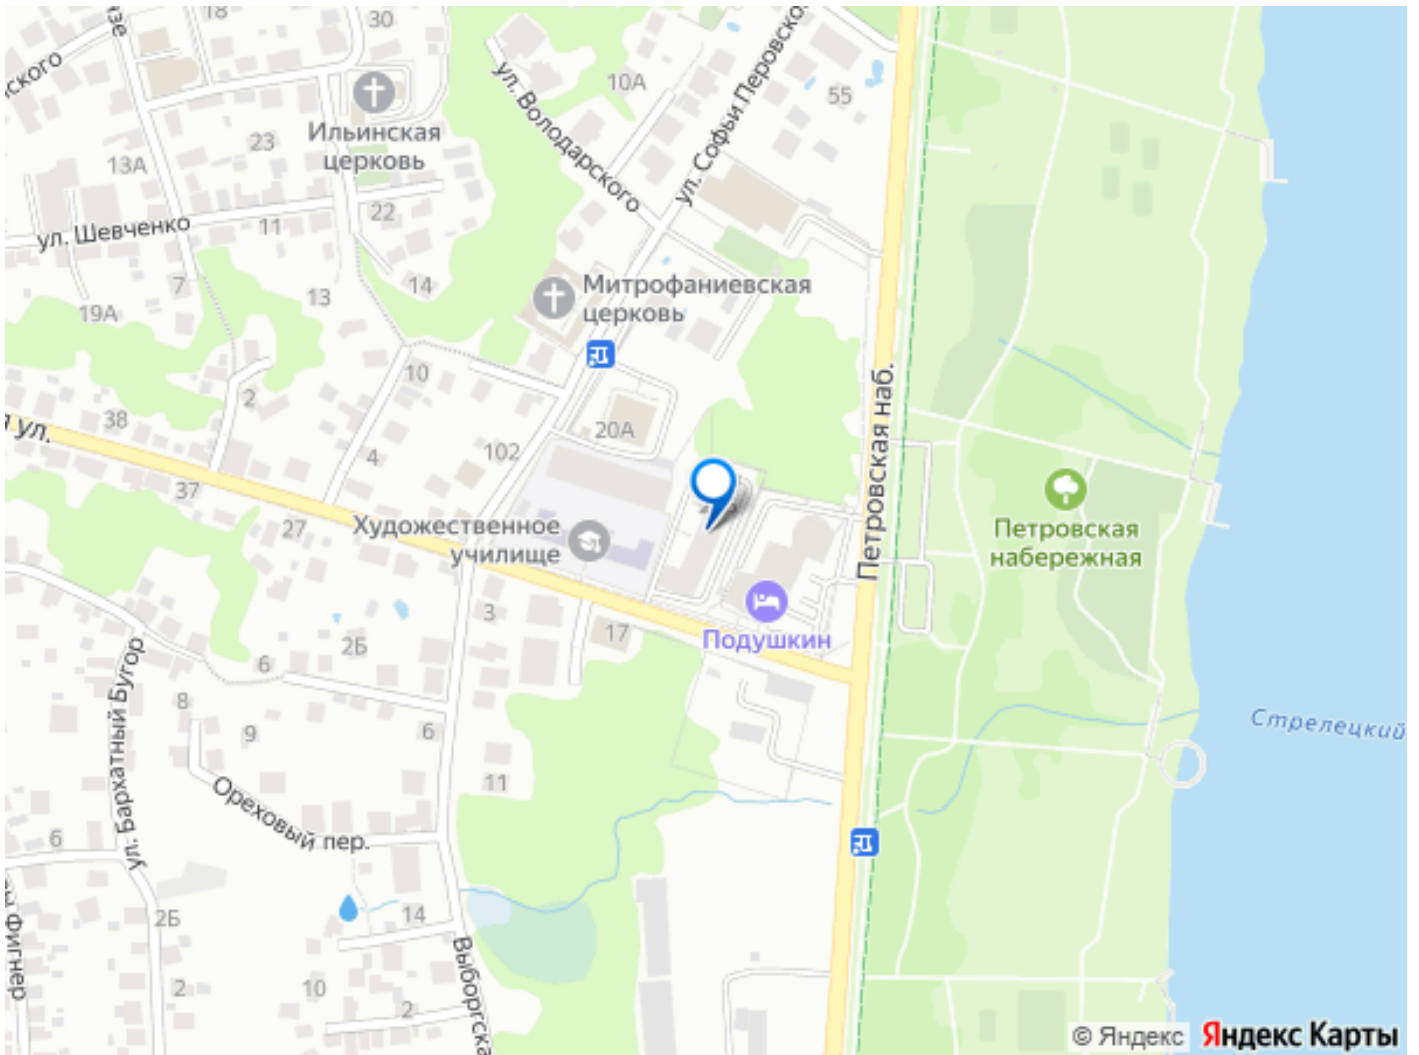 18
30
ул. Володарского
10А
ул. Софьи Перовско
55
Ильинская
церковь
23
13А
22
ул. Шевченко
11
7
13
14
19А
Митрофаниевская
церковь
10
2
38
ул.
4
102
20А
37
27
Художественное
училище
Петровская наб.
Петровская
набережная
3
17
2Б
Подушкин
6
8
9
6
11
ул. Бархатный Бугор
Ореховый пер.
Стрелецкий
6
2Б
14
Фигнер
Выборгска
2
10
2
© Яндекс
Яндекс Карты